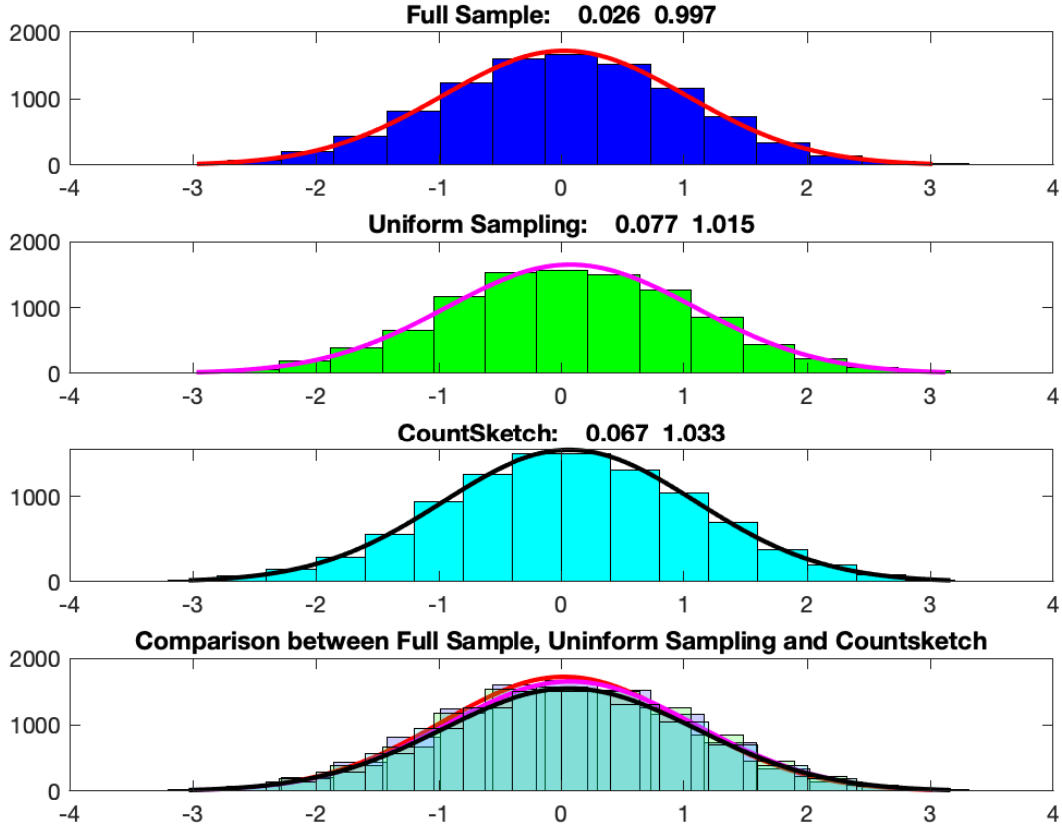 Full Sample: 0.026 0.997
2000
1000
0
-4 -3 -2 -1 0 1 2 3 4
Uniform Sampling: 0.077 1.015
2000
1000
0
-4 -3 -2 -1 0 1 2 3 4
CountSketch: 0.067 1.033
1000
0
-4 -3 -2 -1 0 1 2 3 4
Comparison between Full Sample, Uninform Sampling and Countsketch
2000
1000
0
-4 -3 -2 -1 0 1 2 3 4